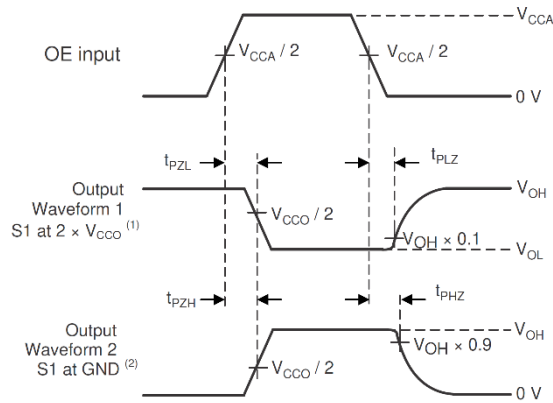 V_CCA
OE input
V_CCA / 2
V_CCA / 2
0 V
t_PZL
t_PLZ
Output
Waveform 1
S1 at 2 × V_CCO (1)
V_CCO / 2
V_OH
V_OH × 0.1
V_OL
t_PZH
t_PHZ
Output
Waveform 2
S1 at GND (2)
V_CCO / 2
V_OH
V_OH × 0.9
0 V